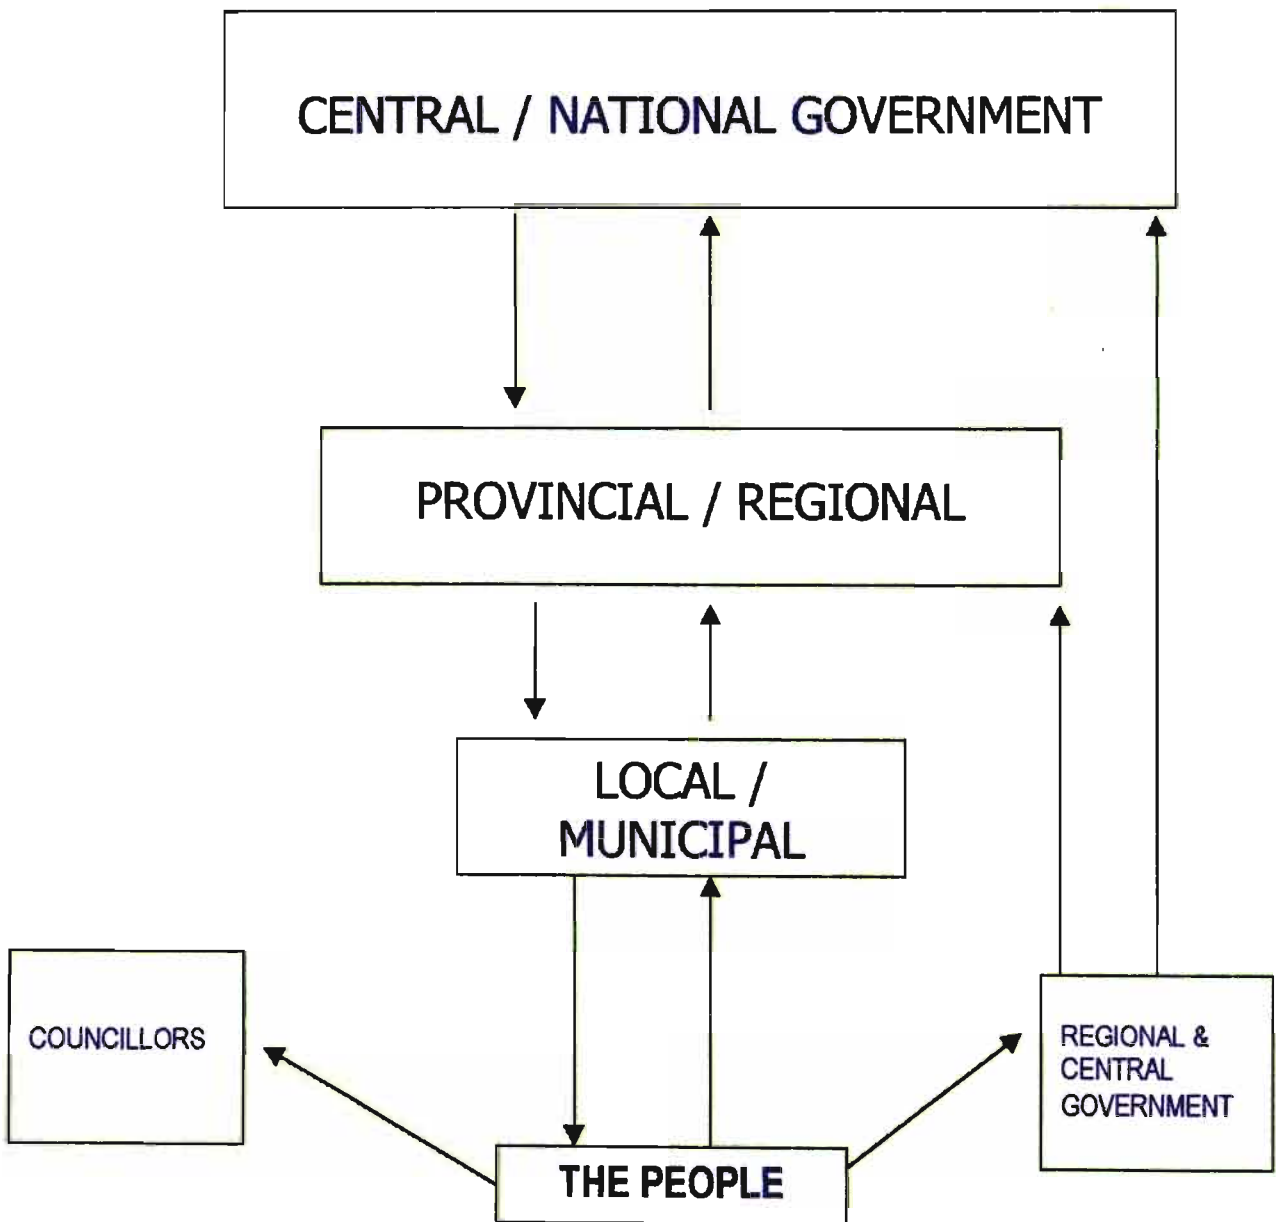 CENTRAL / NATIONAL GOVERNMENT
PROVINCIAL / REGIONAL
LOCAL /
MUNICIPAL
COUNCILLORS
REGIONAL &
CENTRAL
GOVERNMENT
THE PEOPLE